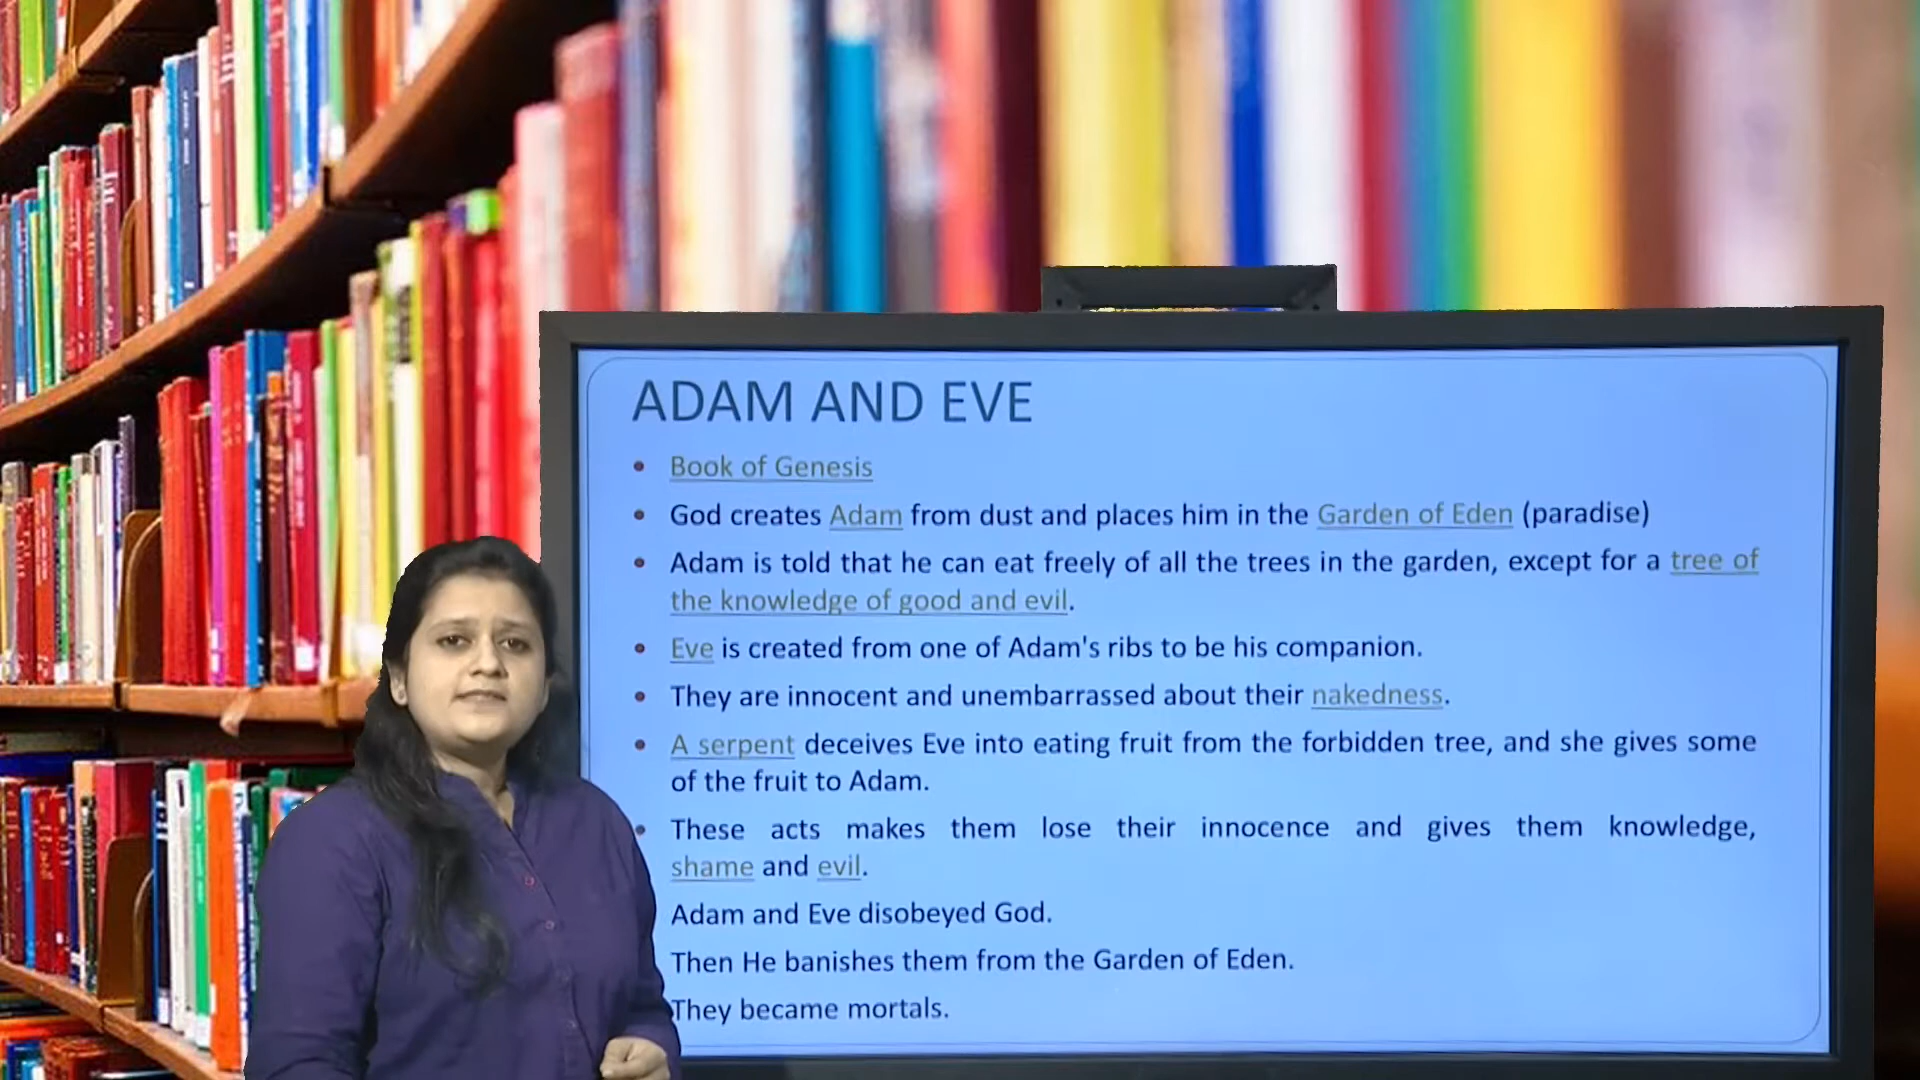 ADAM AND EVE
• Book of Genesis
• God creates Adam from dust and places him in the Garden of Eden (paradise)
• Adam is told that he can eat freely of all the trees in the garden, except for a tree of
the knowledge of good and evil.
• Eve is created from one of Adam's ribs to be his companion.
• They are innocent and unembarrassed about their nakedness.
• A serpent deceives Eve into eating fruit from the forbidden tree, and she gives some
of the fruit to Adam.
• These acts makes them lose their innocence and gives them knowledge,
shame and evil.
Adam and Eve disobeyed God.
Then He banishes them from the Garden of Eden.
They became mortals.